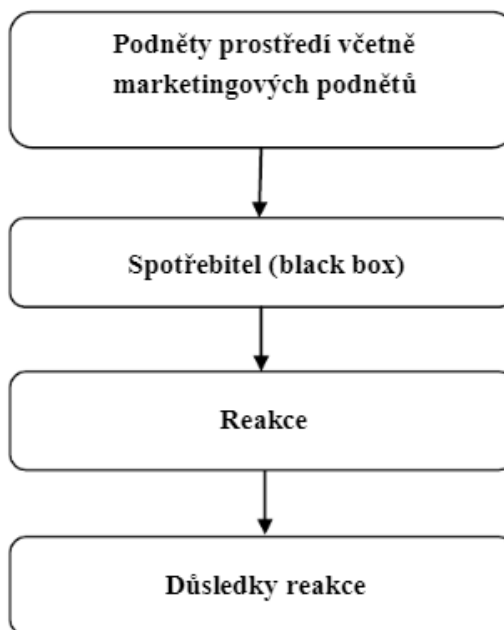 Podněty prostředí včetně
marketingových podnětů
Spotřebitel (black box)
Reakce
Důsledky reakce